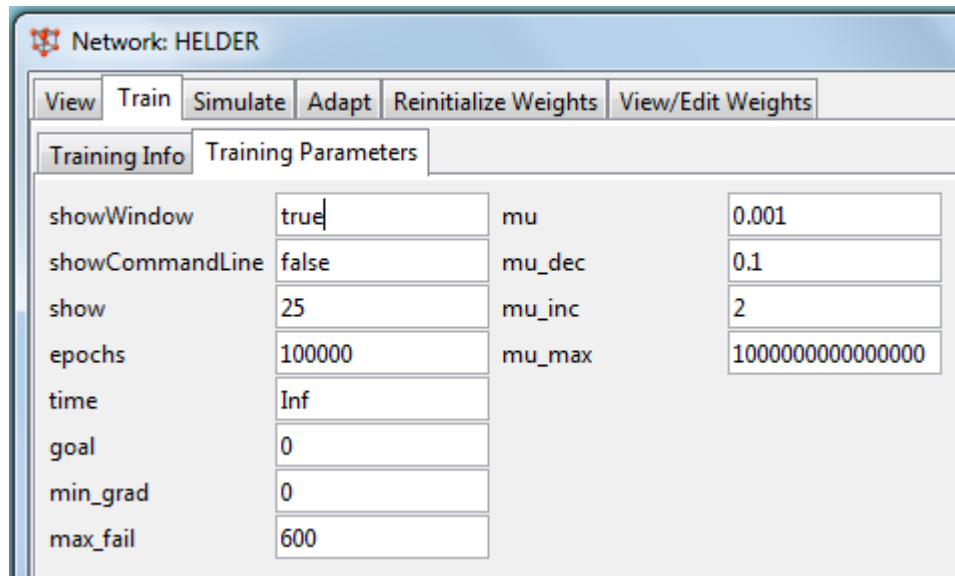 Network: HELDER
View Train Simulate Adapt Reinitialize Weights View/Edit Weights
Training Info Training Parameters
showWindow true mu 0.001
showCommandLine false mu_dec 0.1
show 25 mu_inc 2
epochs 100000 mu_max 1000000000000000
time Inf
goal 0
min_grad 0
max_fail 600